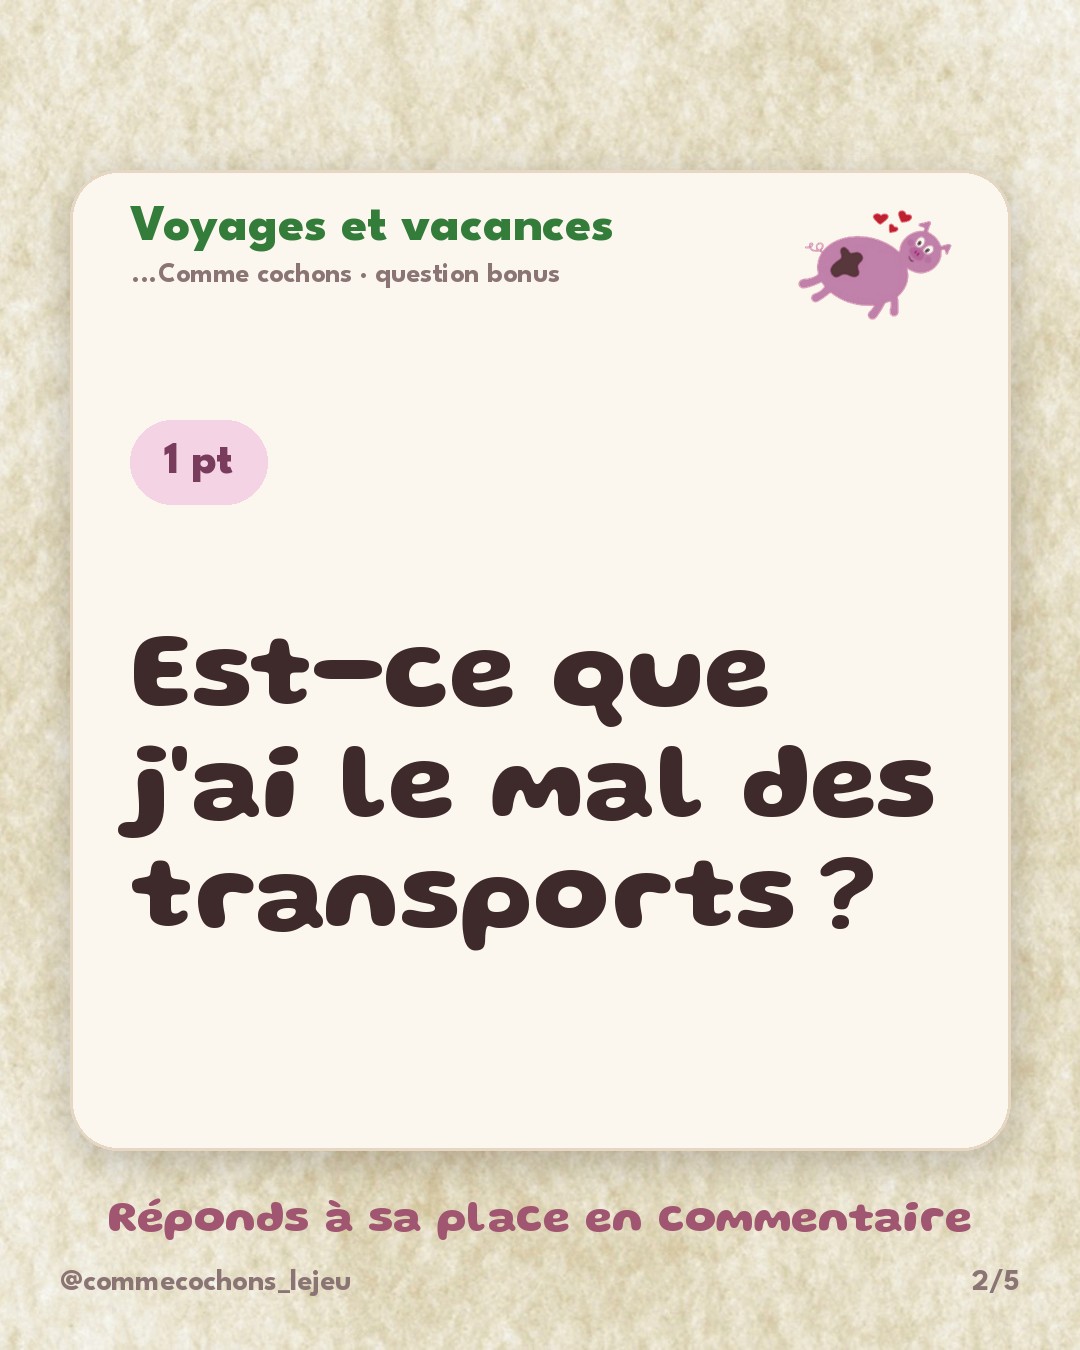 Voyages et vacances
...Comme cochons · question bonus
1 pt
Est-ce que
j'ai le mal des
transports ?
Réponds à sa place en commentaire
@commecochons_lejeu
2/5